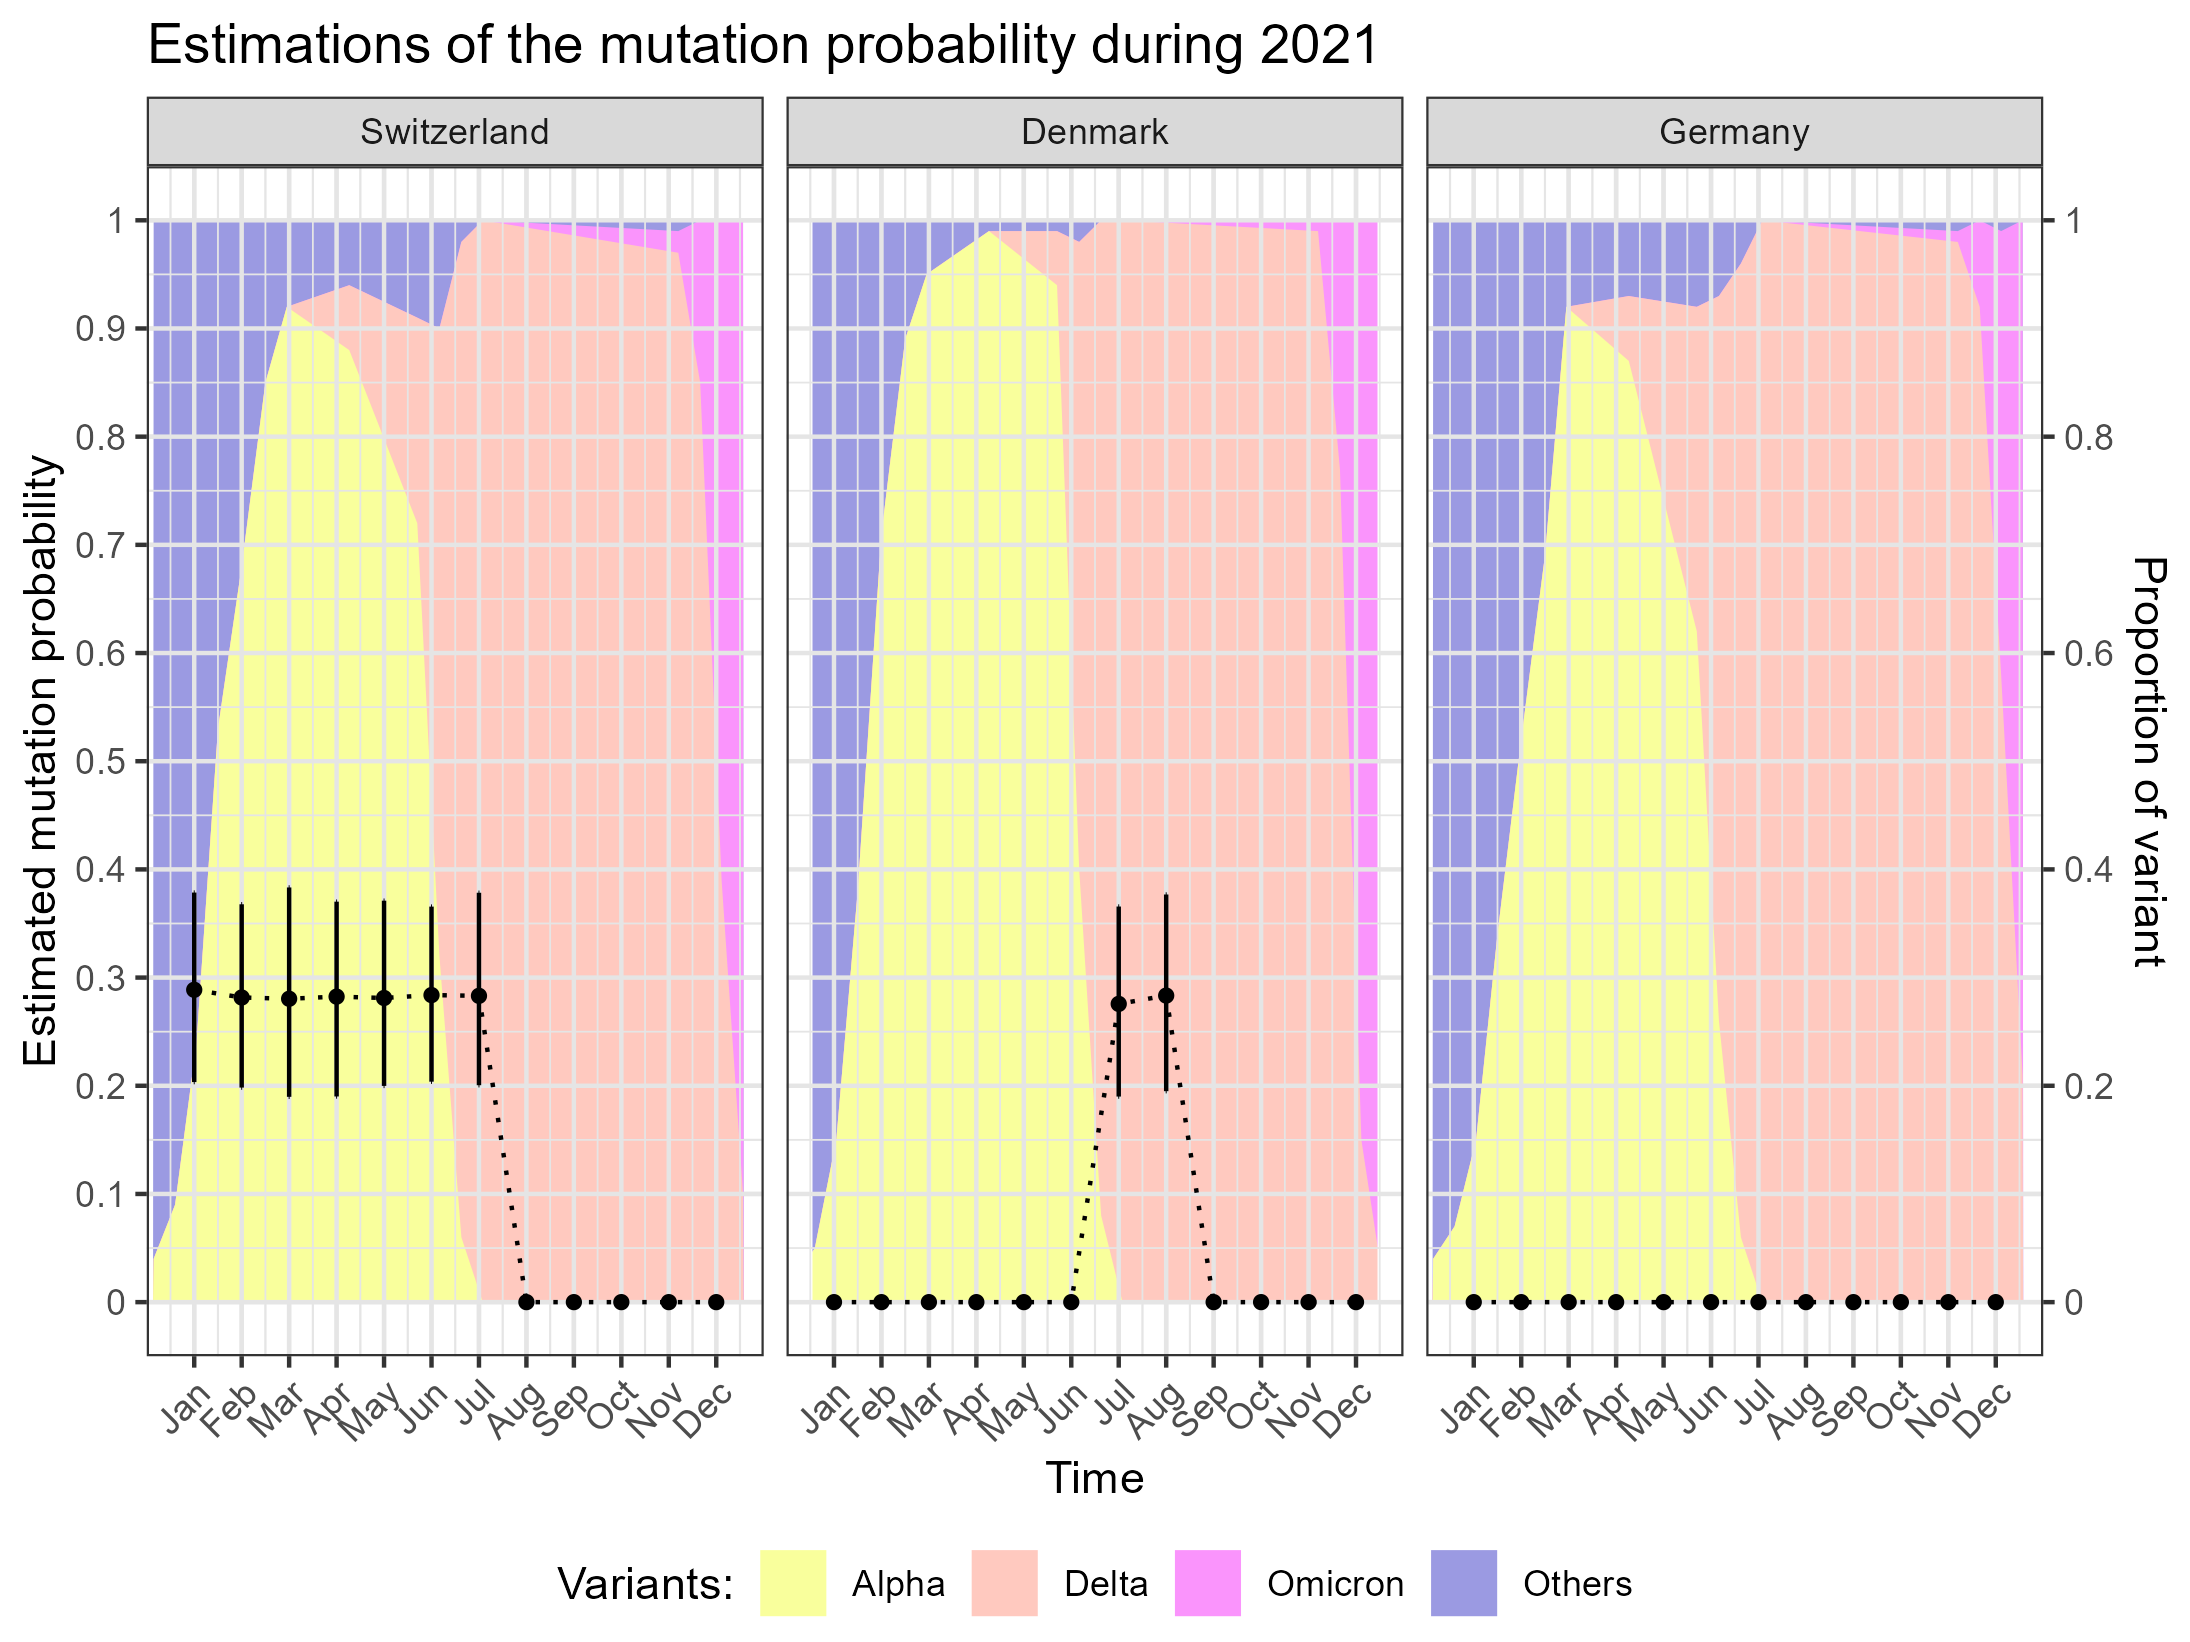 Estimations of the mutation probability during 2021
Switzerland
Denmark
Germany
Estimated mutation probability
1
0.9
0.8
0.7
0.6
0.5
0.4
0.3
0.2
0.1
0
1
0.8
0.6
0.4
0.2
0
Proportion of variant
Jan Feb Mar Apr May Jun Jul Aug Sep Oct Nov Dec
Jan Feb Mar Apr May Jun Jul Aug Sep Oct Nov Dec
Jan Feb Mar Apr May Jun Jul Aug Sep Oct Nov Dec
Time
Variants: Alpha Delta Omicron Others